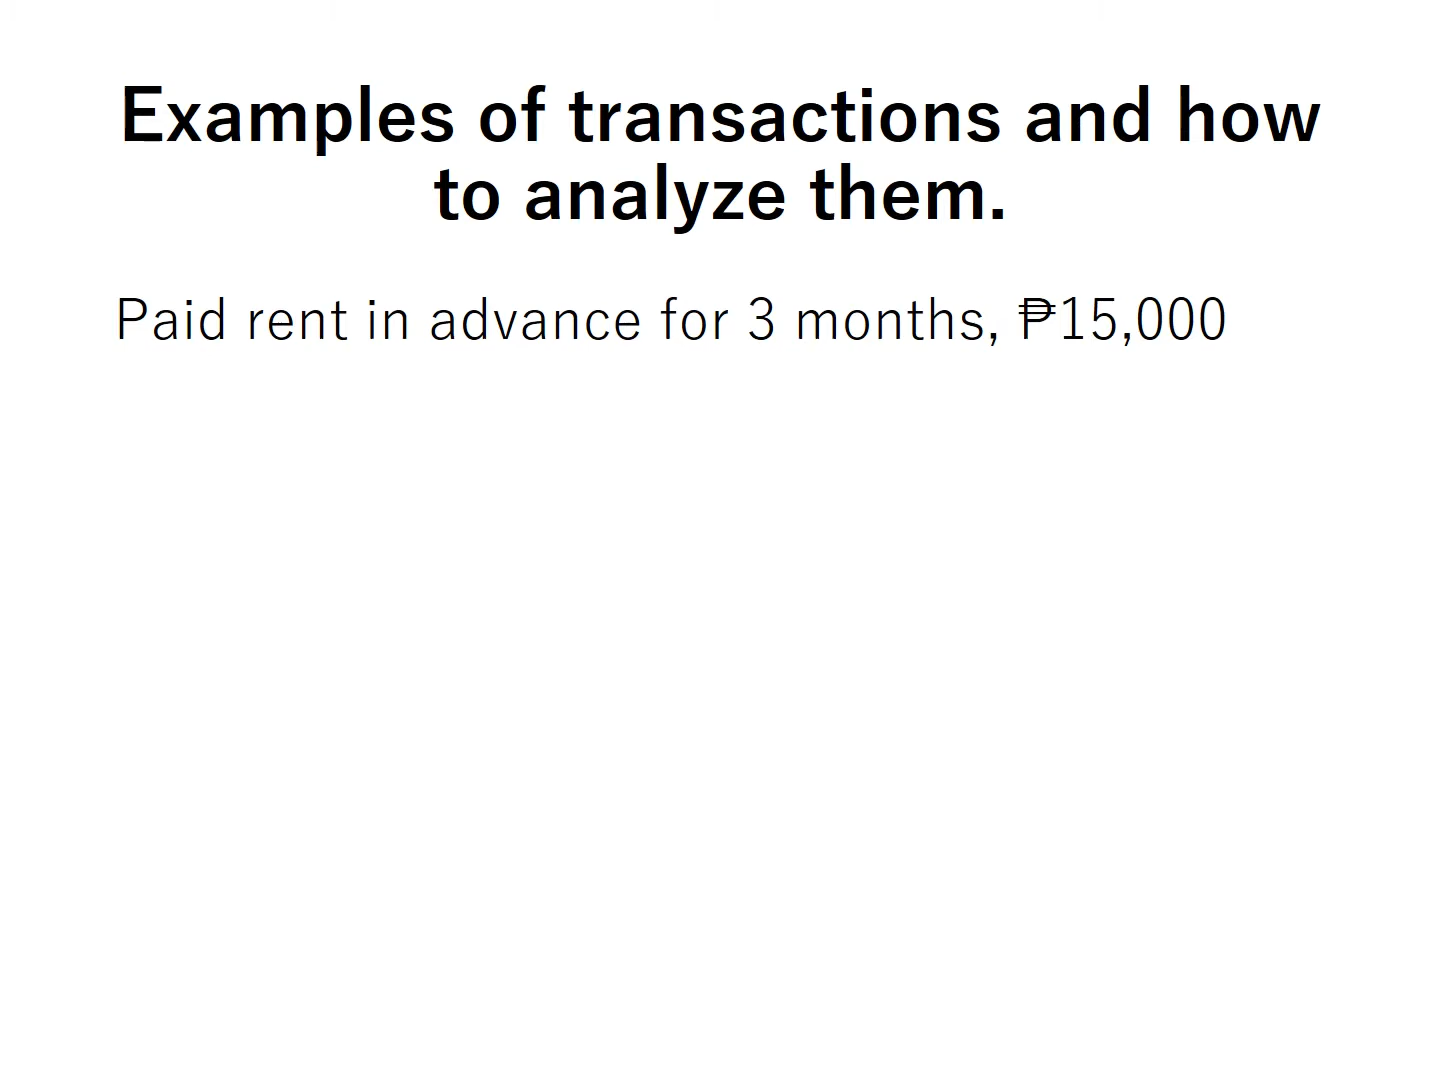 Examples of transactions and how
to analyze them.
Paid rent in advance for 3 months, ₱15,000